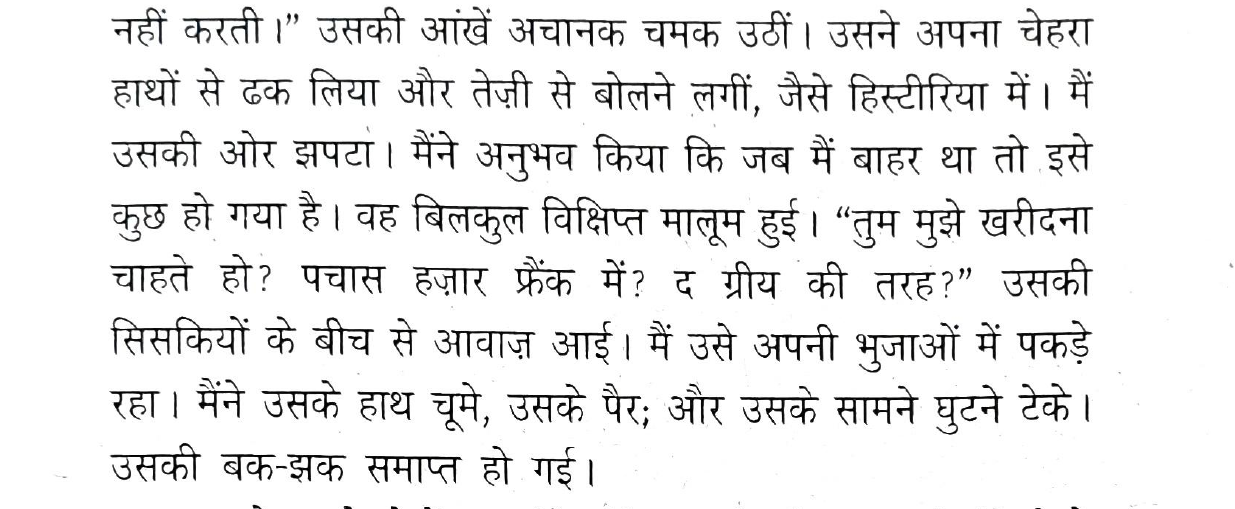 नहीं करती।” उसकी आंखें अचानक चमक उठीं। उसने अपना चेहरा
हाथों से ढक लिया और तेज़ी से बोलने लगीं, जैसे हिस्टीरिया में। मैं
उसकी ओर झपटा। मैंने अनुभव किया कि जब मैं बाहर था तो इसे
कुछ हो गया है। वह बिलकुल विक्षिप्त मालूम हुई। “तुम मुझे खरीदना
चाहते हो? पचास हज़ार फ्रैंक में? द ग्रीय की तरह?” उसकी
सिसकियों के बीच से आवाज़ आई। मैं उसे अपनी भुजाओं में पकड़े
रहा। मैंने उसके हाथ चूमे, उसके पैर; और उसके सामने घुटने टेके।
उसकी बक-झक समाप्त हो गई।